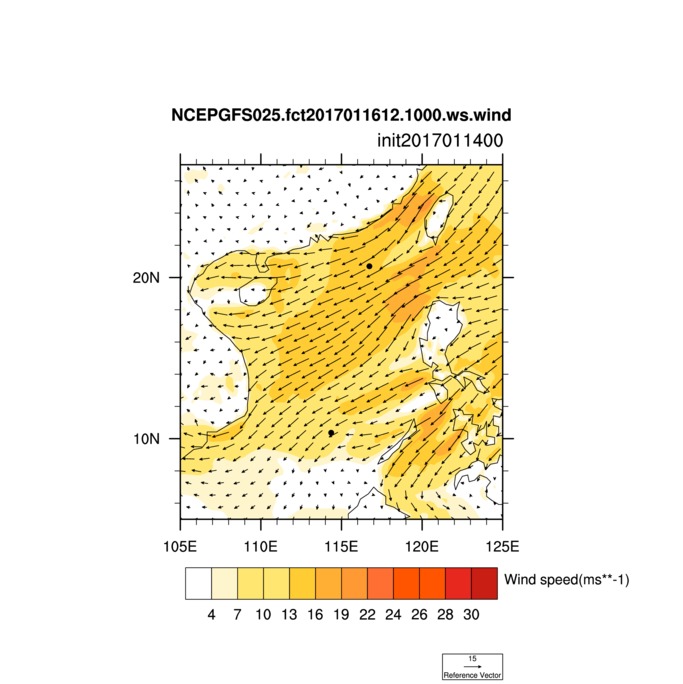 NCEPGFS025.fct2017011612.1000.ws.wind
init2017011400
20N
10N
105E 110E 115E 120E 125E
Wind speed(ms**-1)
4 7 10 13 16 19 22 24 26 28 30
15
Reference Vector